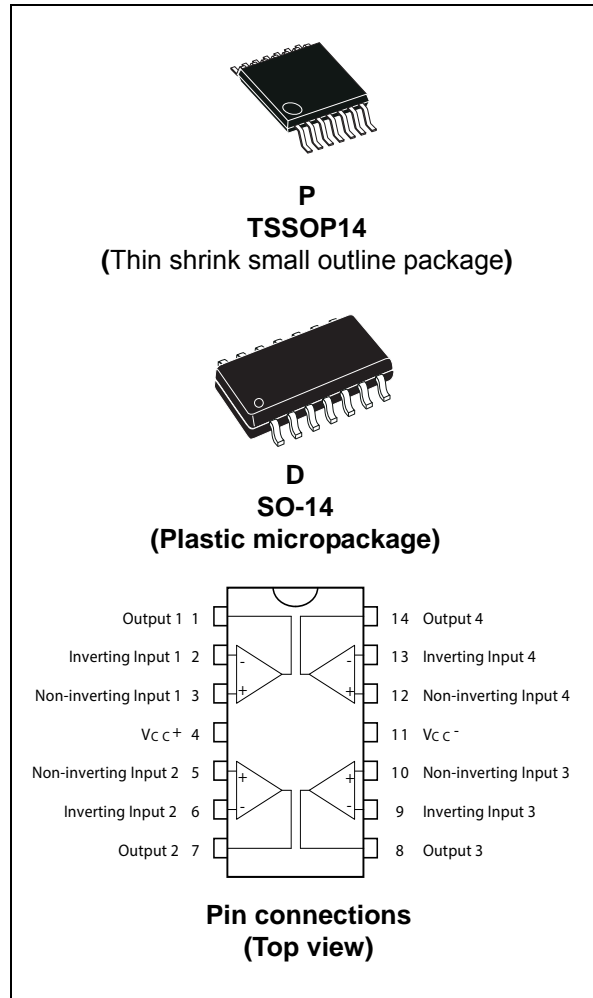 P
TSSOP14
(Thin shrink small outline package)
D
SO-14
(Plastic micropackage)
Output 1 1
14 Output 4
Inverting Input 1 2
-
-
13 Inverting Input 4
Non-inverting Input 1 3
+
+
12 Non-inverting Input 4
VCC+ 4
11 VCC-
Non-inverting Input 2 5
+
+
10 Non-inverting Input 3
Inverting Input 2 6
-
-
9 Inverting Input 3
Output 2 7
8 Output 3
Pin connections
(Top view)